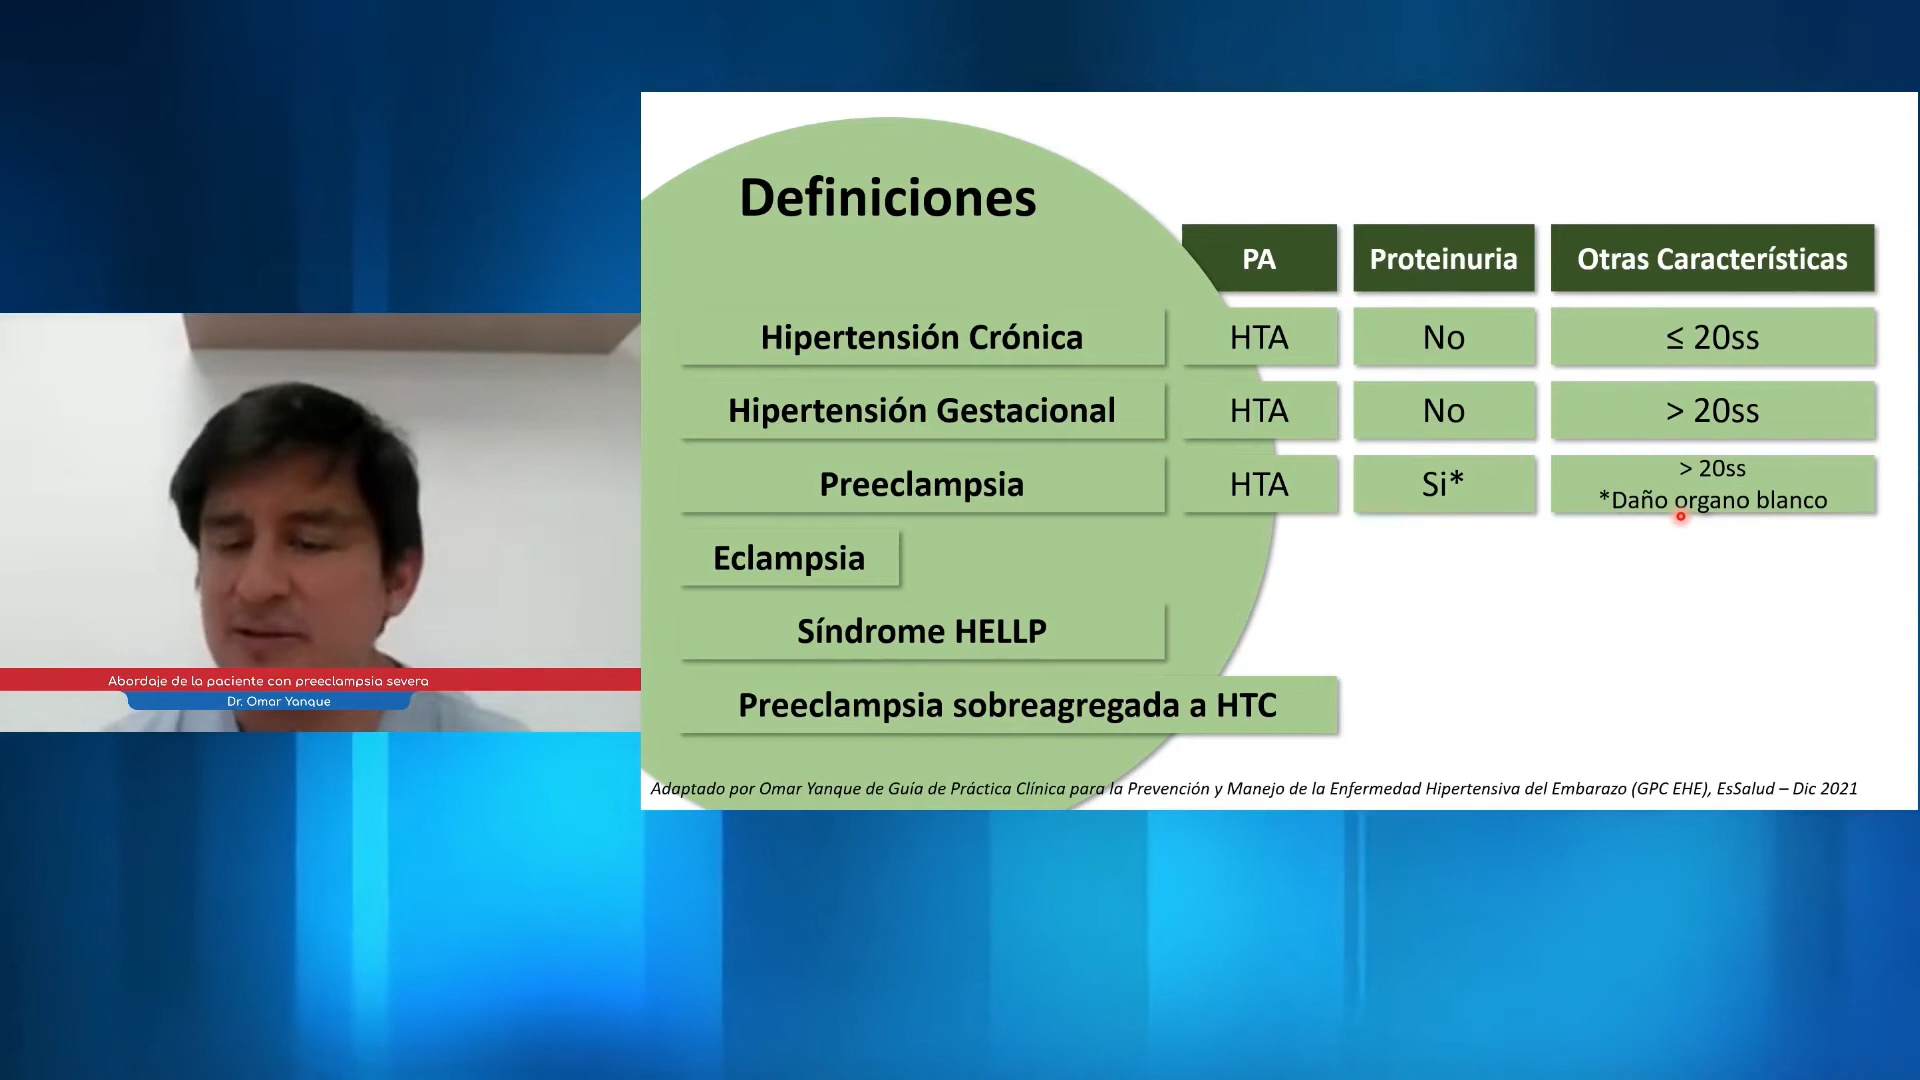 Definiciones
PA Proteinuria Otras Características
Hipertensión Crónica HTA No ≤ 20ss
Hipertensión Gestacional HTA No > 20ss
Preeclampsia HTA Si* > 20ss
*Daño organo blanco
Eclampsia
Síndrome HELLP
Preeclampsia sobreagregada a HTC
Adaptado por Omar Yanque de Guía de Práctica Clínica para la Prevención y Manejo de la Enfermedad Hipertensiva del Embarazo (GPC EHE), EsSalud – Dic 2021
Abordaje de la paciente con preeclampsia severa
Dr. Omar Yanque